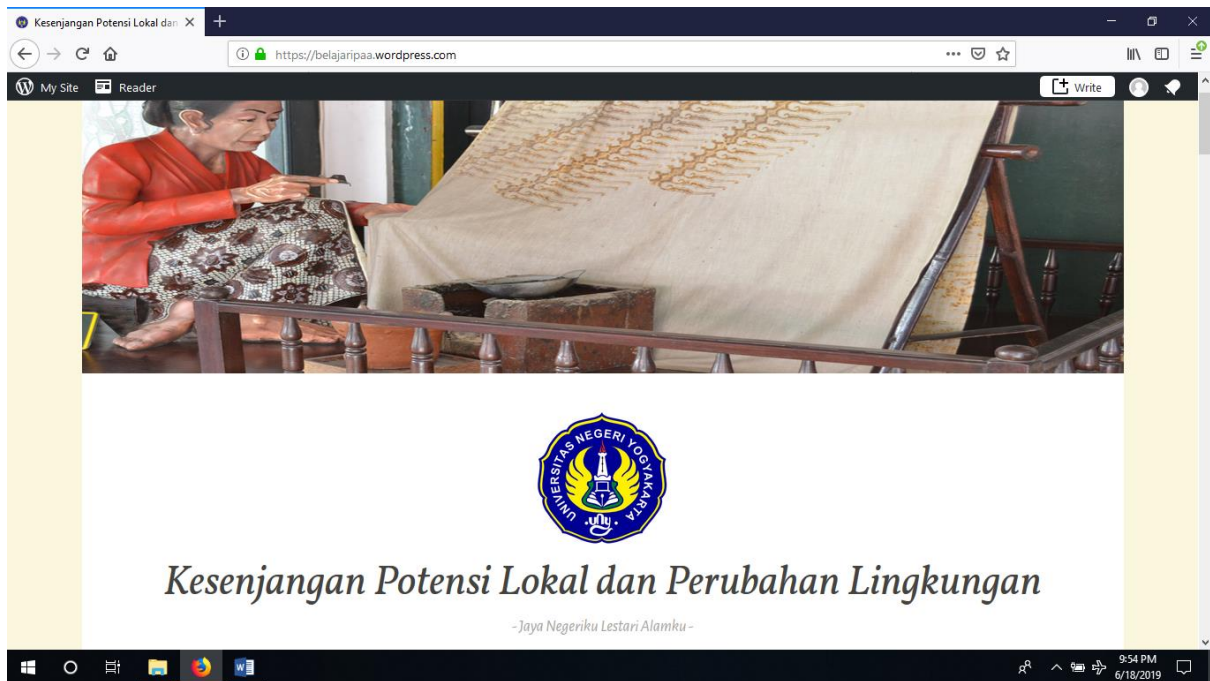 Kesenjangan Potensi Lokal dan
https://belajaripaa.wordpress.com
My Site Reader Write
UNIVERSITAS NEGERI YOGYAKARTA
uny
Kesenjangan Potensi Lokal dan Perubahan Lingkungan
-Jaya Negeriku Lestari Alamku-
9:54 PM
6/18/2019